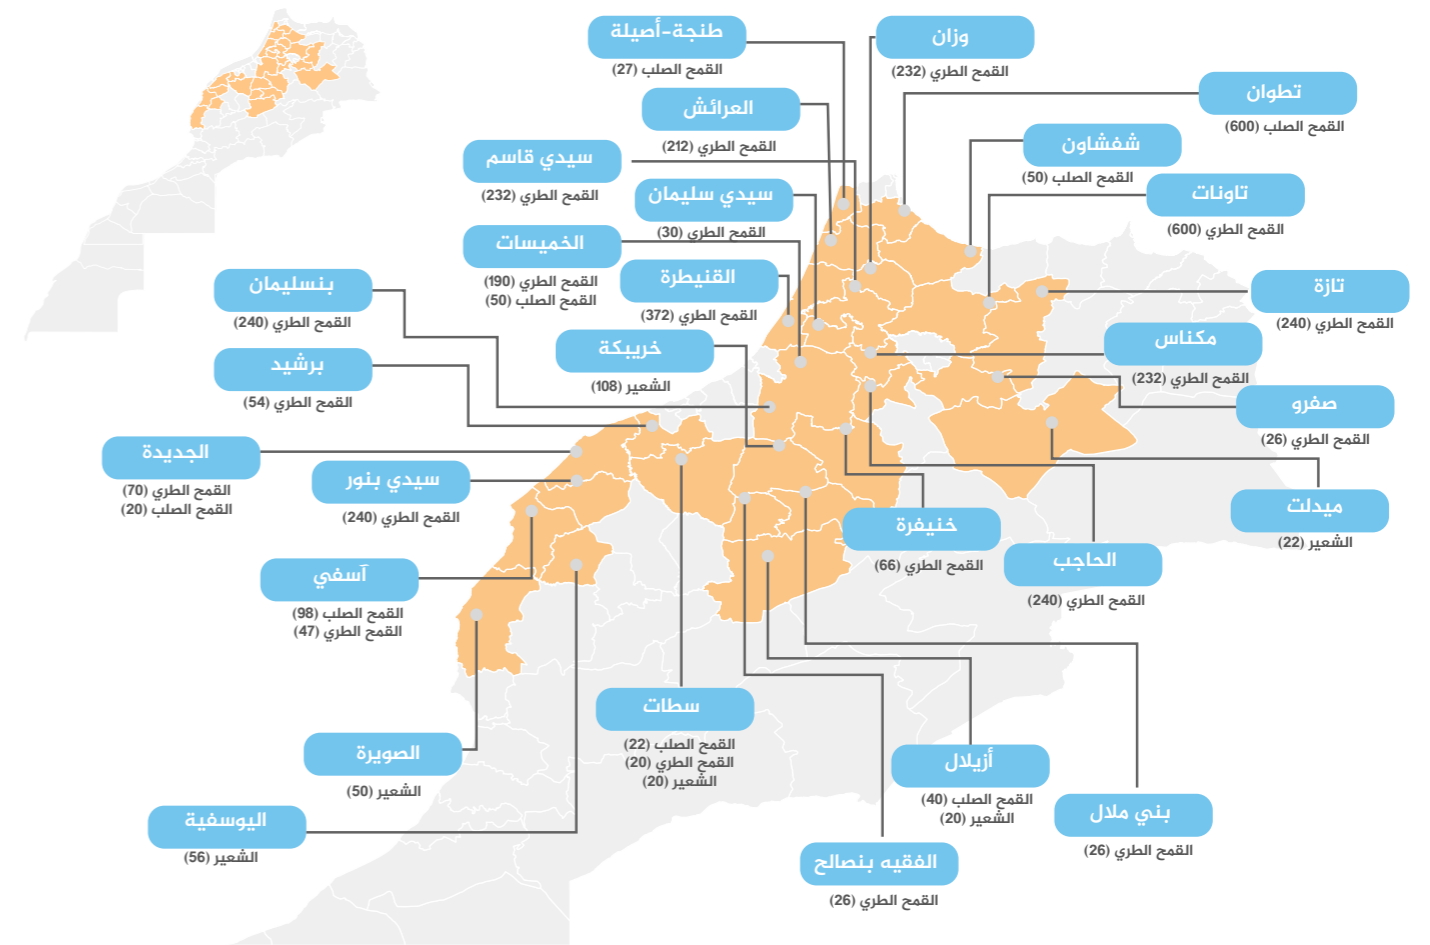 طنجة-أصيلة
القمح الصلب (27)
وزان
القمح الطري (232)
تطوان
القمح الصلب (600)
العرائش
القمح الطري (212)
شفشاون
القمح الصلب (50)
سيدي قاسم
القمح الطري (232)
سيدي سليمان
القمح الطري (30)
تاونات
القمح الطري (600)
الخميسات
القمح الطري (190)
القمح الصلب (50)
القنيطرة
القمح الطري (372)
بنسليمان
القمح الطري (240)
تازة
القمح الطري (240)
مكناس
القمح الطري (232)
خريبكة
الشعير (108)
برشيد
القمح الطري (54)
صفرو
القمح الطري (26)
الجديدة
القمح الطري (70)
القمح الصلب (20)
سيدي بنور
القمح الطري (240)
ميدلت
الشعير (22)
خنيفرة
القمح الطري (66)
الحاجب
القمح الطري (240)
آسفي
القمح الصلب (98)
القمح الطري (47)
سطات
القمح الصلب (22)
القمح الطري (20)
الشعير (20)
الصويرة
الشعير (50)
أزيلال
القمح الصلب (40)
الشعير (20)
بني ملال
القمح الطري (26)
اليوسفية
الشعير (56)
الفقيه بنصالح
القمح الطري (26)